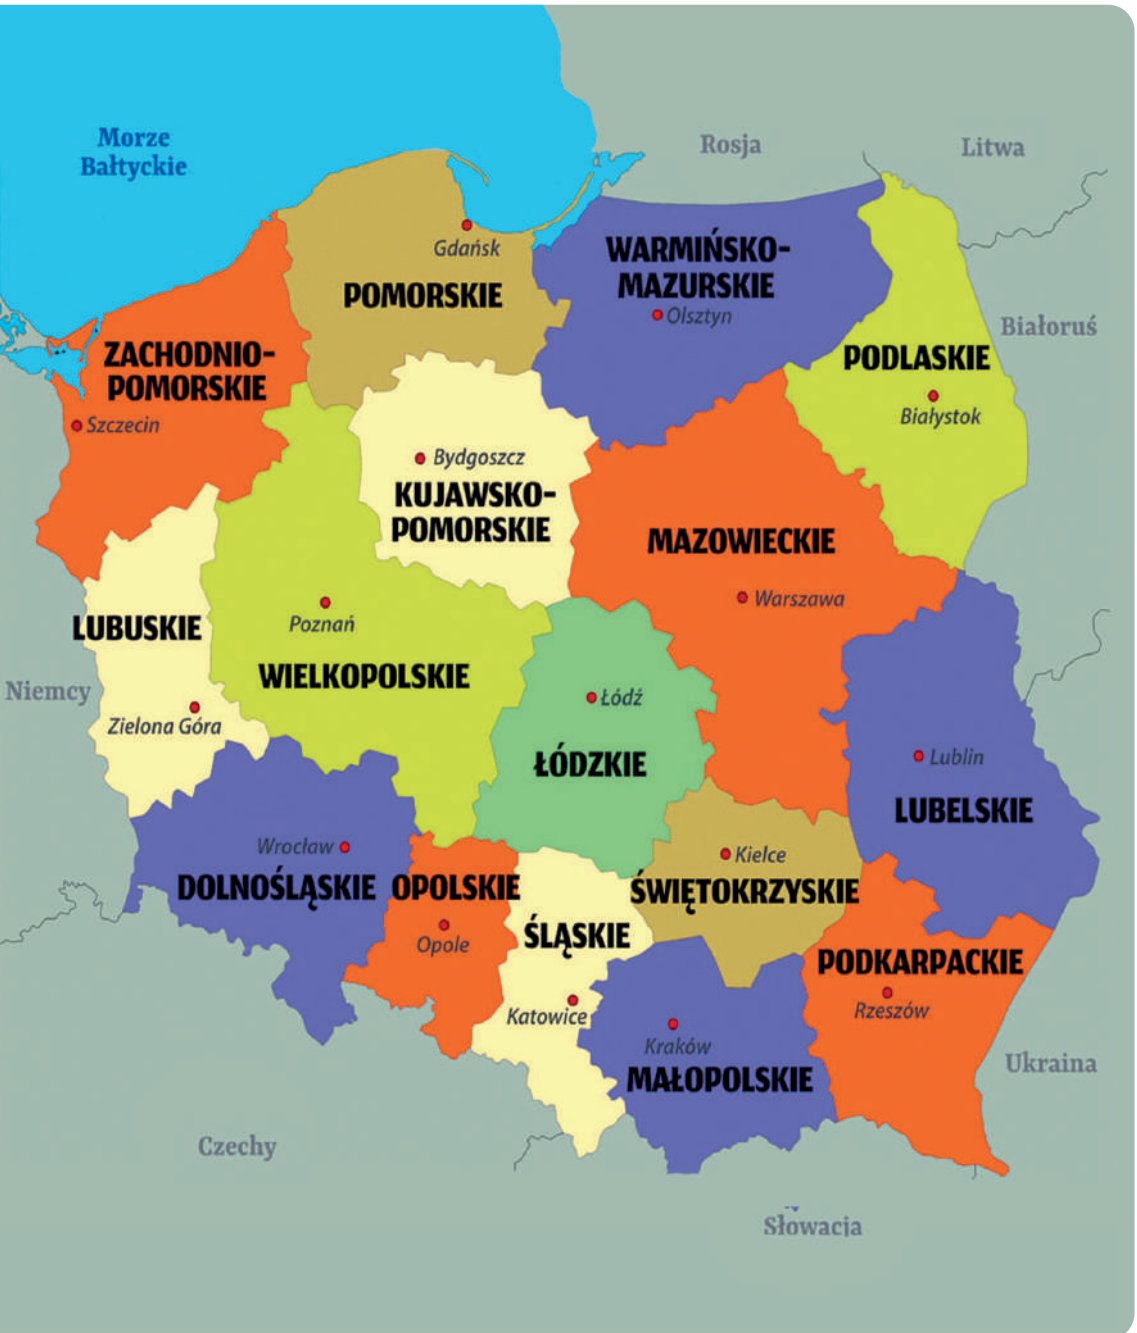 Morze
Bałtyckie
Rosja
Litwa
Gdańsk
POMORSKIE
WARMIŃSKO-
MAZURSKIE
Olsztyn
Białoruś
ZACHODNIO-
POMORSKIE
Szczecin
PODLASKIE
Białystok
Bydgoszcz
KUJAWSKO-
POMORSKIE
MAZOWIECKIE
Warszawa
LUBUSKIE
Poznań
WIELKOPOLSKIE
Niemcy
Zielona Góra
Łódź
ŁÓDZKIE
Lublin
LUBELSKIE
Wrocław
DOLNOŚLĄSKIE
OPOLSKIE
Opole
Kielce
ŚWIĘTOKRZYSKIE
ŚLĄSKIE
Katowice
PODKARPACKIE
Rzeszów
Kraków
MAŁOPOLSKIE
Ukraina
Czechy
Słowacja